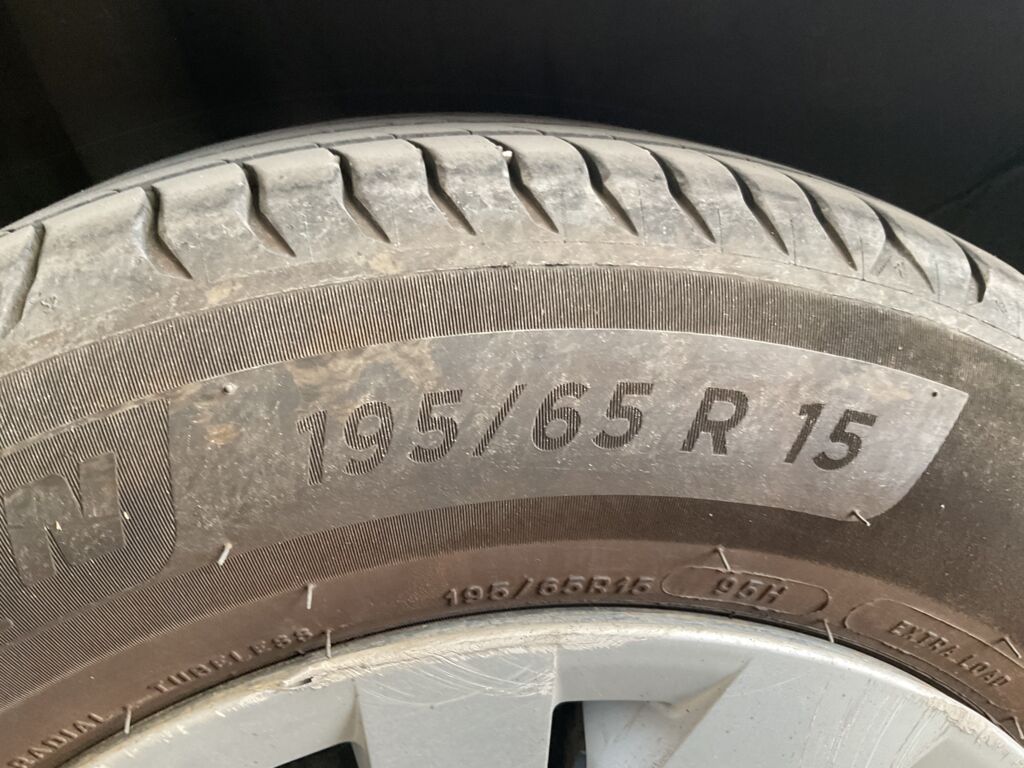 N
195/65 R 15
RADIAL TUBELESS 195/65R15 95H EXTRA LOAD